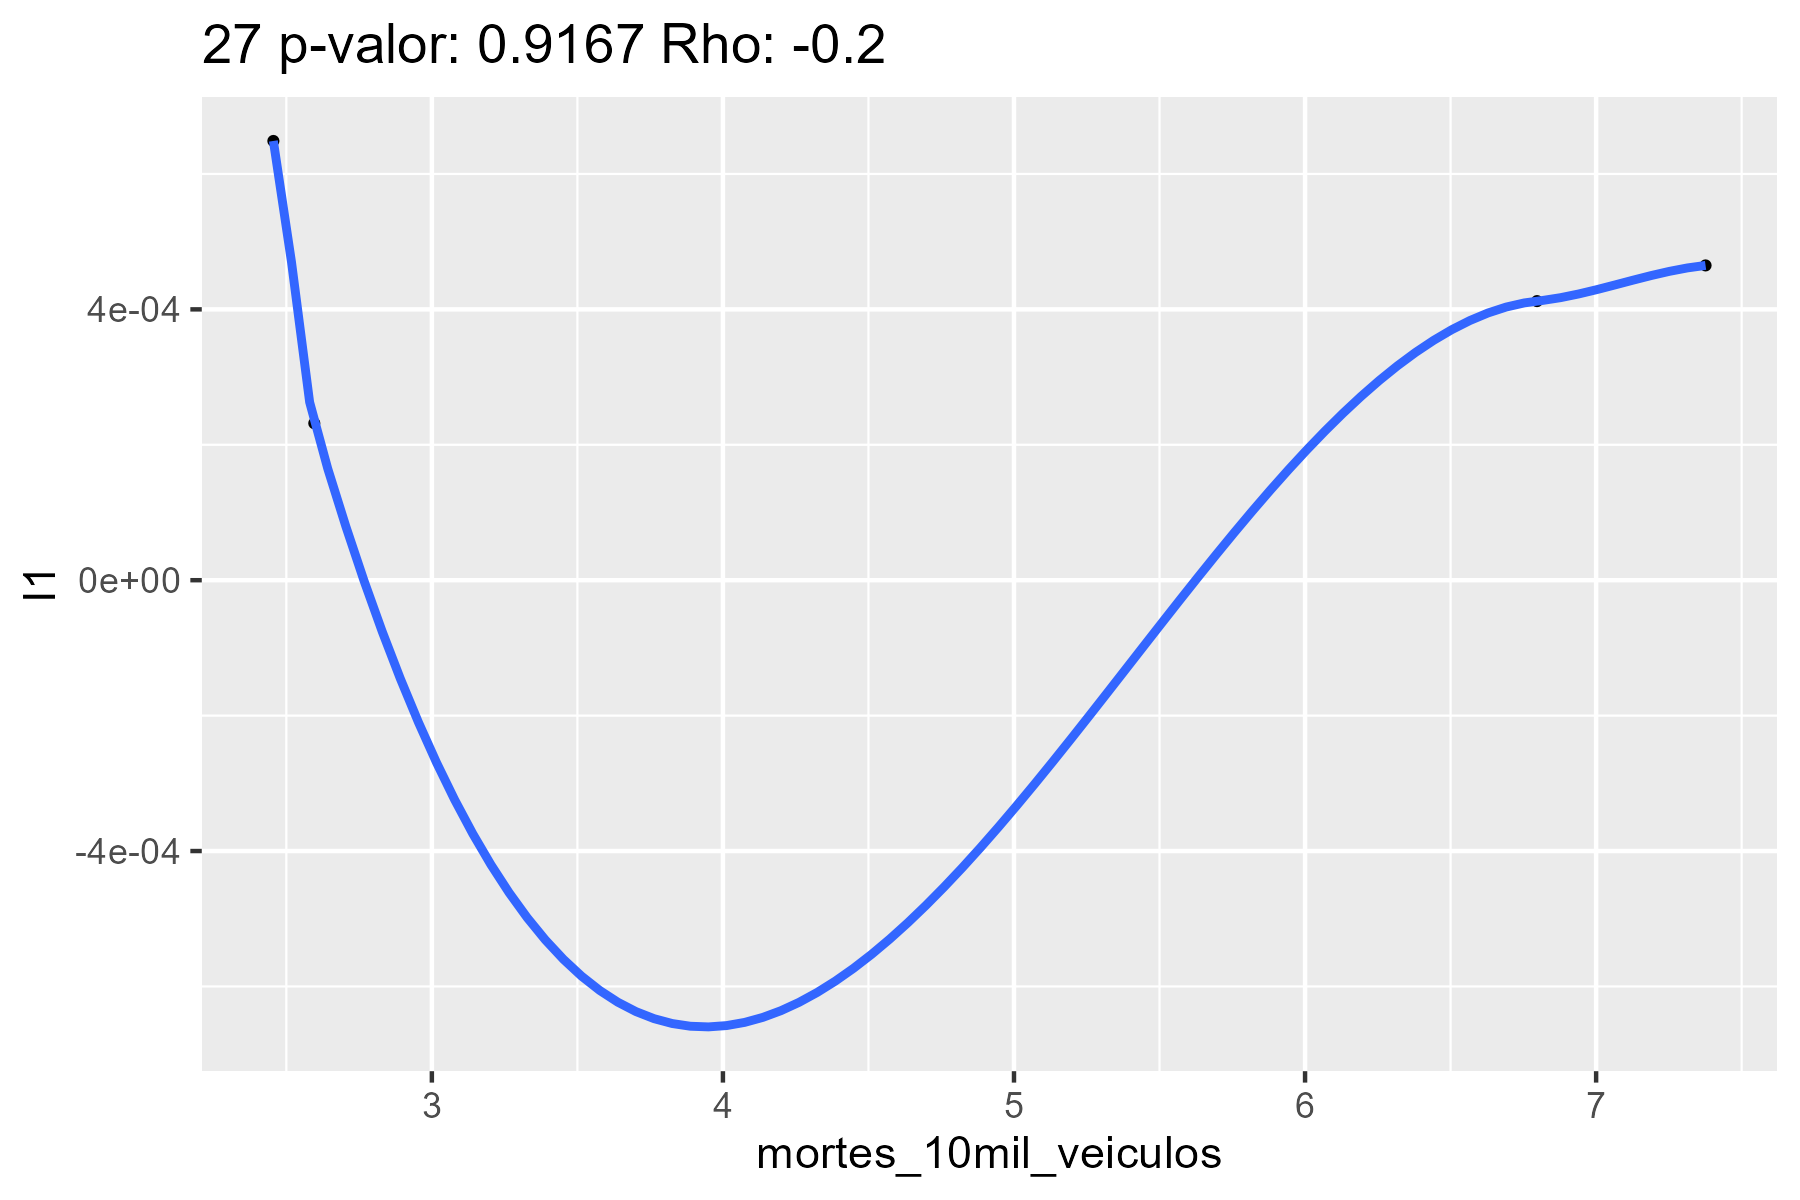 27 p-valor: 0.9167 Rho: -0.2
4e-04
0e+00
-4e-04
I1
3 4 5 6 7
mortes_10mil_veiculos